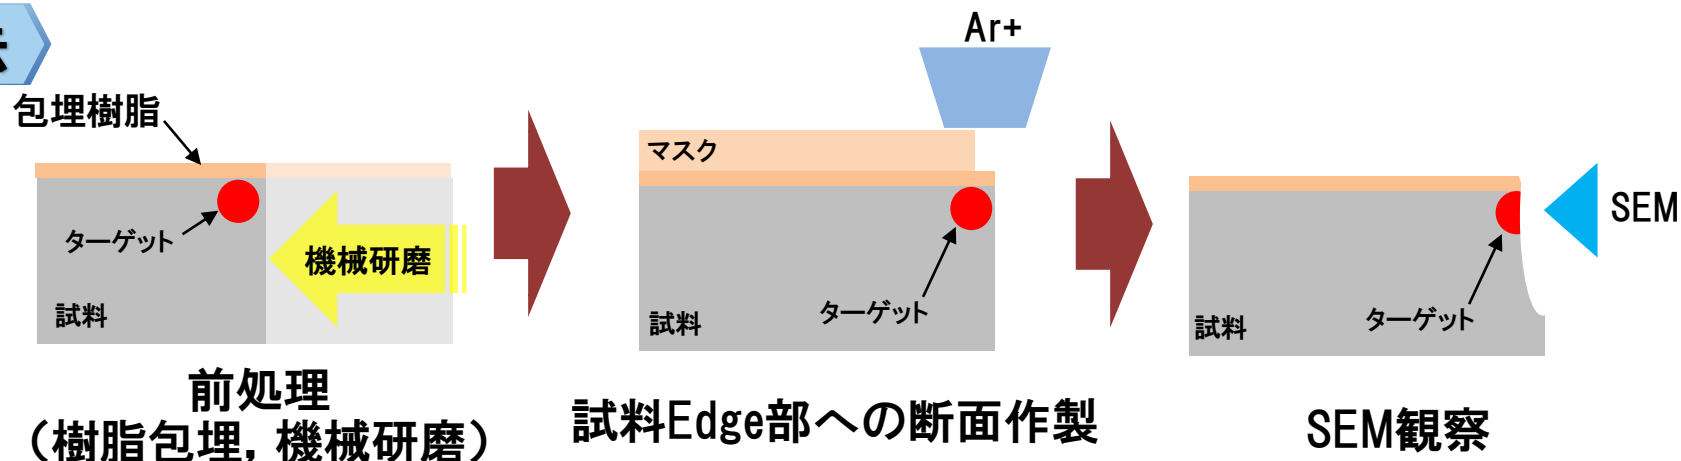 法
包埋樹脂
ターゲット
機械研磨
試料
前処理
（樹脂包埋，機械研磨）
Ar+
マスク
ターゲット
試料
試料Edge部への断面作製
SEM
ターゲット
試料
SEM観察